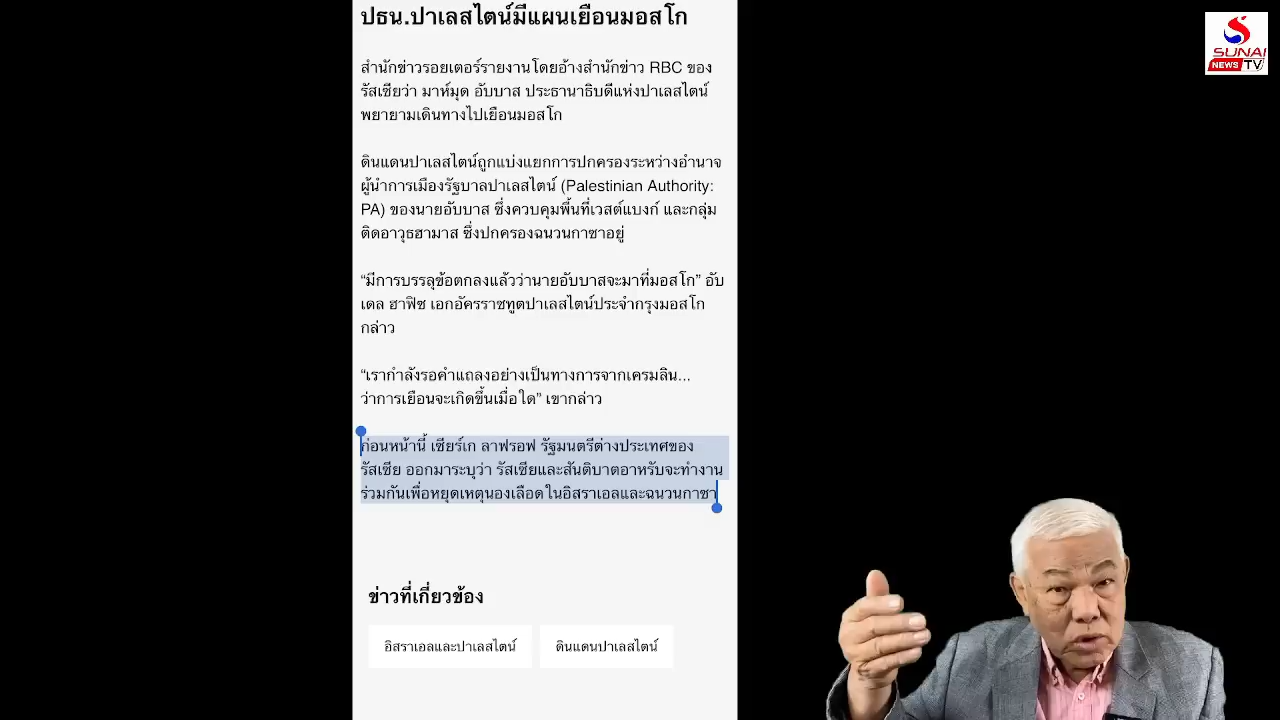 ปธน.ปาเลสไตน์มีแผนเยือนมอสโก
สำนักข่าวรอยเตอร์รายงานโดยอ้างสำนักข่าว RBC ของ
รัสเซียว่า มาห์มุด อับบาส ประธานาธิบดีแห่งปาเลสไตน์
พยายามเดินทางไปเยือนมอสโก
ดินแดนปาเลสไตน์ถูกแบ่งแยกการปกครองระหว่างอำนาจ
ผู้นำการเมืองรัฐบาลปาเลสไตน์ (Palestinian Authority:
PA) ของนายอับบาส ซึ่งควบคุมพื้นที่เวสต์แบงก์ และกลุ่ม
ติดอาวุธฮามาส ซึ่งปกครองฉนวนกาซาอยู่
“มีการบรรลุข้อตกลงแล้วว่านายอับบาสจะมาที่มอสโก” อับ
เดล ฮาฟิซ เอกอัครราชทูตปาเลสไตน์ประจำกรุงมอสโก
กล่าว
“เรากำลังรอคำแถลงอย่างเป็นทางการจากเครมลิน...
ว่าการเยือนจะเกิดขึ้นเมื่อใด” เขากล่าว
ก่อนหน้านี้ เซียร์เก ลาฟรอฟ รัฐมนตรีต่างประเทศของ
รัสเซีย ออกมาระบุว่า รัสเซียและสันติบาตอาหรับจะทำงาน
ร่วมกันเพื่อหยุดเหตุนองเลือดในอิสราเอลและฉนวนกาซา
ข่าวที่เกี่ยวข้อง
อิสราเอลและปาเลสไตน์
ดินแดนปาเลสไตน์
SUNAI
NEWS TV